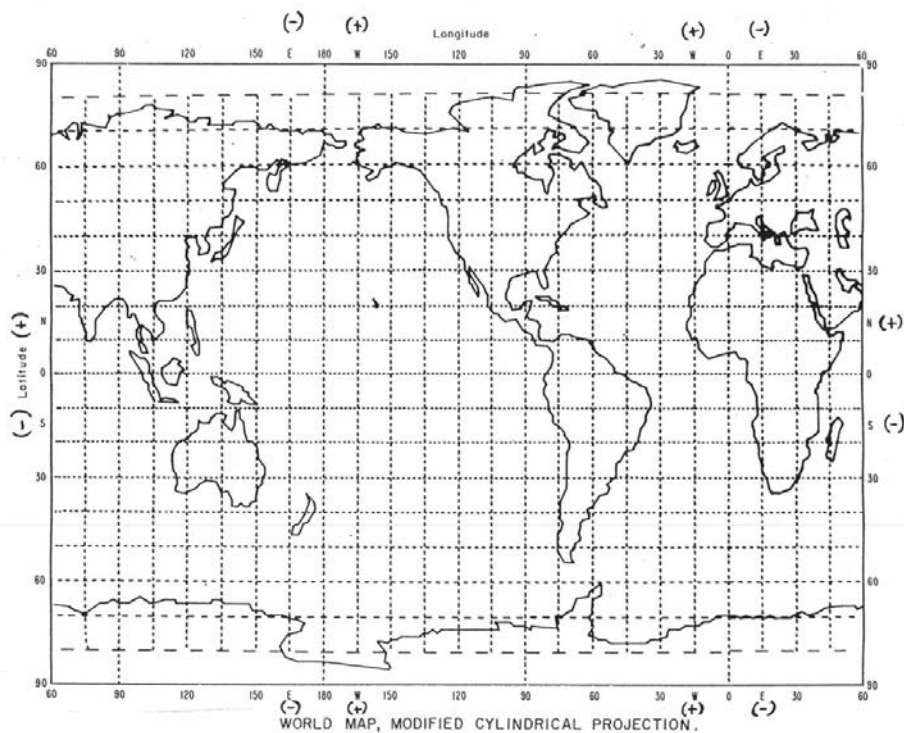 (-) (+) (+) (-)
Longitude
60 90 120 150 E 180 W 150 120 90 60 30 W 0 E 30 60
90 90
60 60
30 30
N N
(+) (+)
Latitude
0 0
(-) (-)
S S
30 30
60 60
90 90
60 90 120 150 E 180 W 150 120 90 60 30 W 0 E 30 60
(-) (+) (+) (-)
WORLD MAP, MODIFIED CYLINDRICAL PROJECTION.